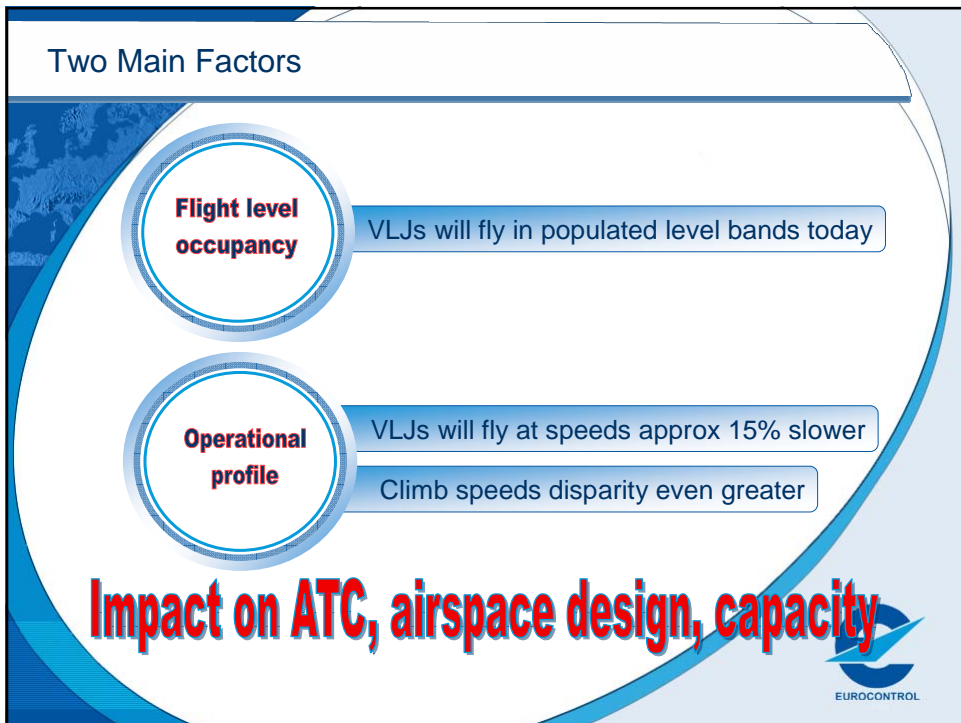 Two Main Factors
Flight level
occupancy
VLJs will fly in populated level bands today
Operational
profile
VLJs will fly at speeds approx 15% slower
Climb speeds disparity even greater
Impact on ATC, airspace design, capacity
EUROCONTROL